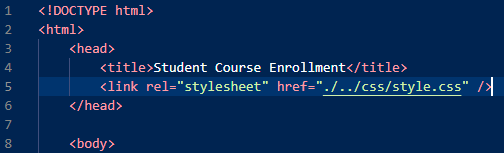 1 <!DOCTYPE html>
2 <html>
3 <head>
4 <title>Student Course Enrollment</title>
5 <link rel="stylesheet" href="./../css/style.css" />
6 </head>
7
8 <body>